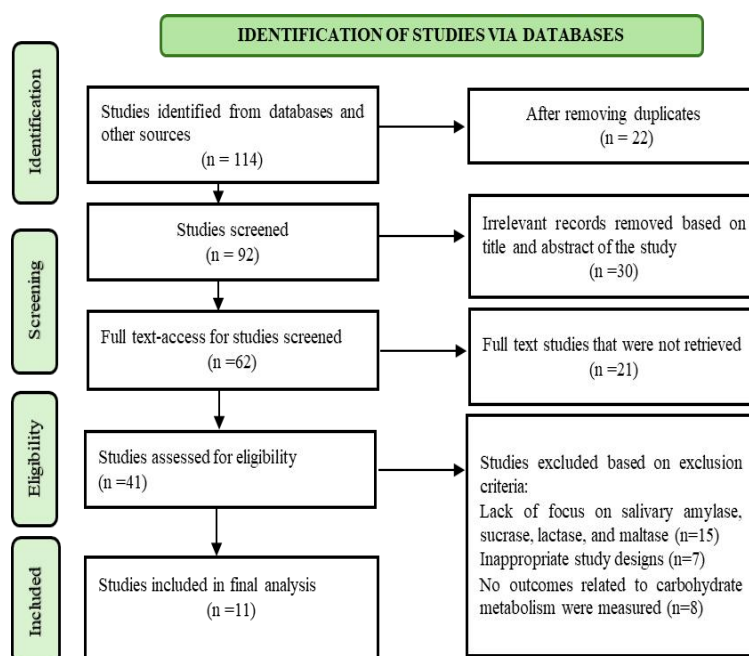 IDENTIFICATION OF STUDIES VIA DATABASES
Identification
Studies identified from databases and
other sources
(n = 114)
After removing duplicates
(n = 22)
Screening
Studies screened
(n = 92)
Irrelevant records removed based on
title and abstract of the study
(n =30)
Full text-access for studies screened
(n =62)
Full text studies that were not retrieved
(n =21)
Eligibility
Studies assessed for eligibility
(n =41)
Studies excluded based on exclusion
criteria:
Lack of focus on salivary amylase,
sucrase, lactase, and maltase (n=15)
Inappropriate study designs (n=7)
No outcomes related to carbohydrate
metabolism were measured (n=8)
Included
Studies included in final analysis
(n =11)